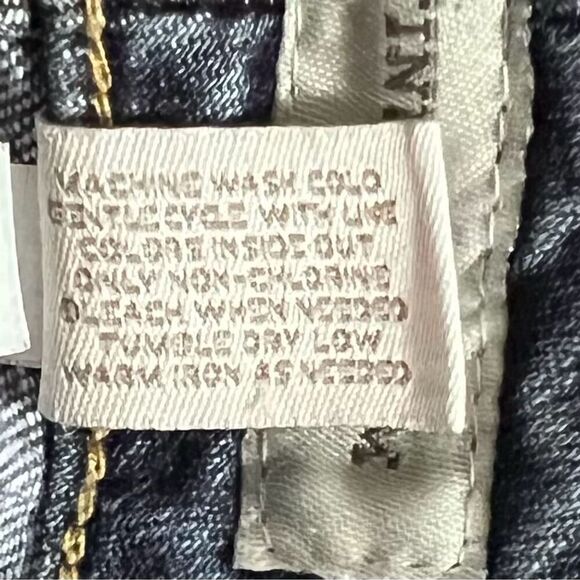 MACHINE WASH COLD
GENTLE CYCLE WITH LIKE
COLORS INSIDE OUT
ONLY NON-CHLORINE
BLEACH WHEN NEEDED
TUMBLE DRY LOW
WARM IRON AS NEEDED